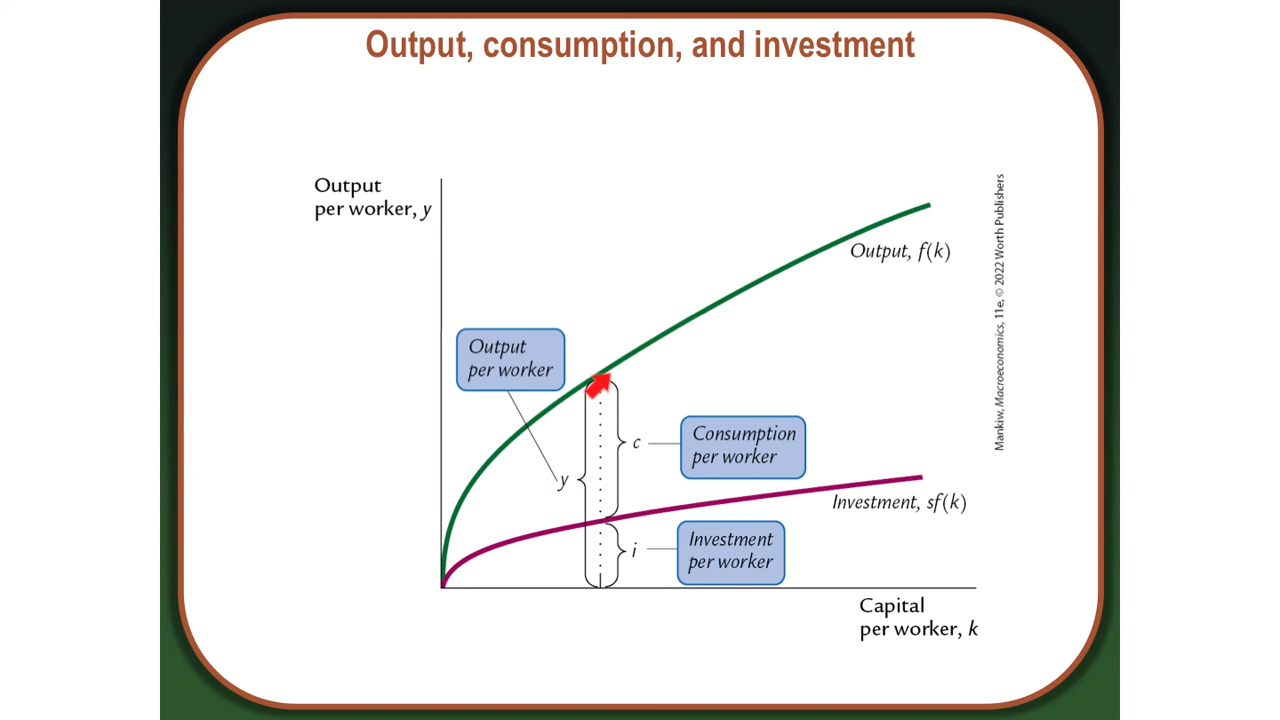 Output, consumption, and investment
Output
per worker, y
Output, f(k)
Output
per worker
c
Consumption
per worker
y
Investment, sf(k)
i
Investment
per worker
Capital
per worker, k
Mankiw, Macroeconomics, 11e, © 2022 Worth Publishers